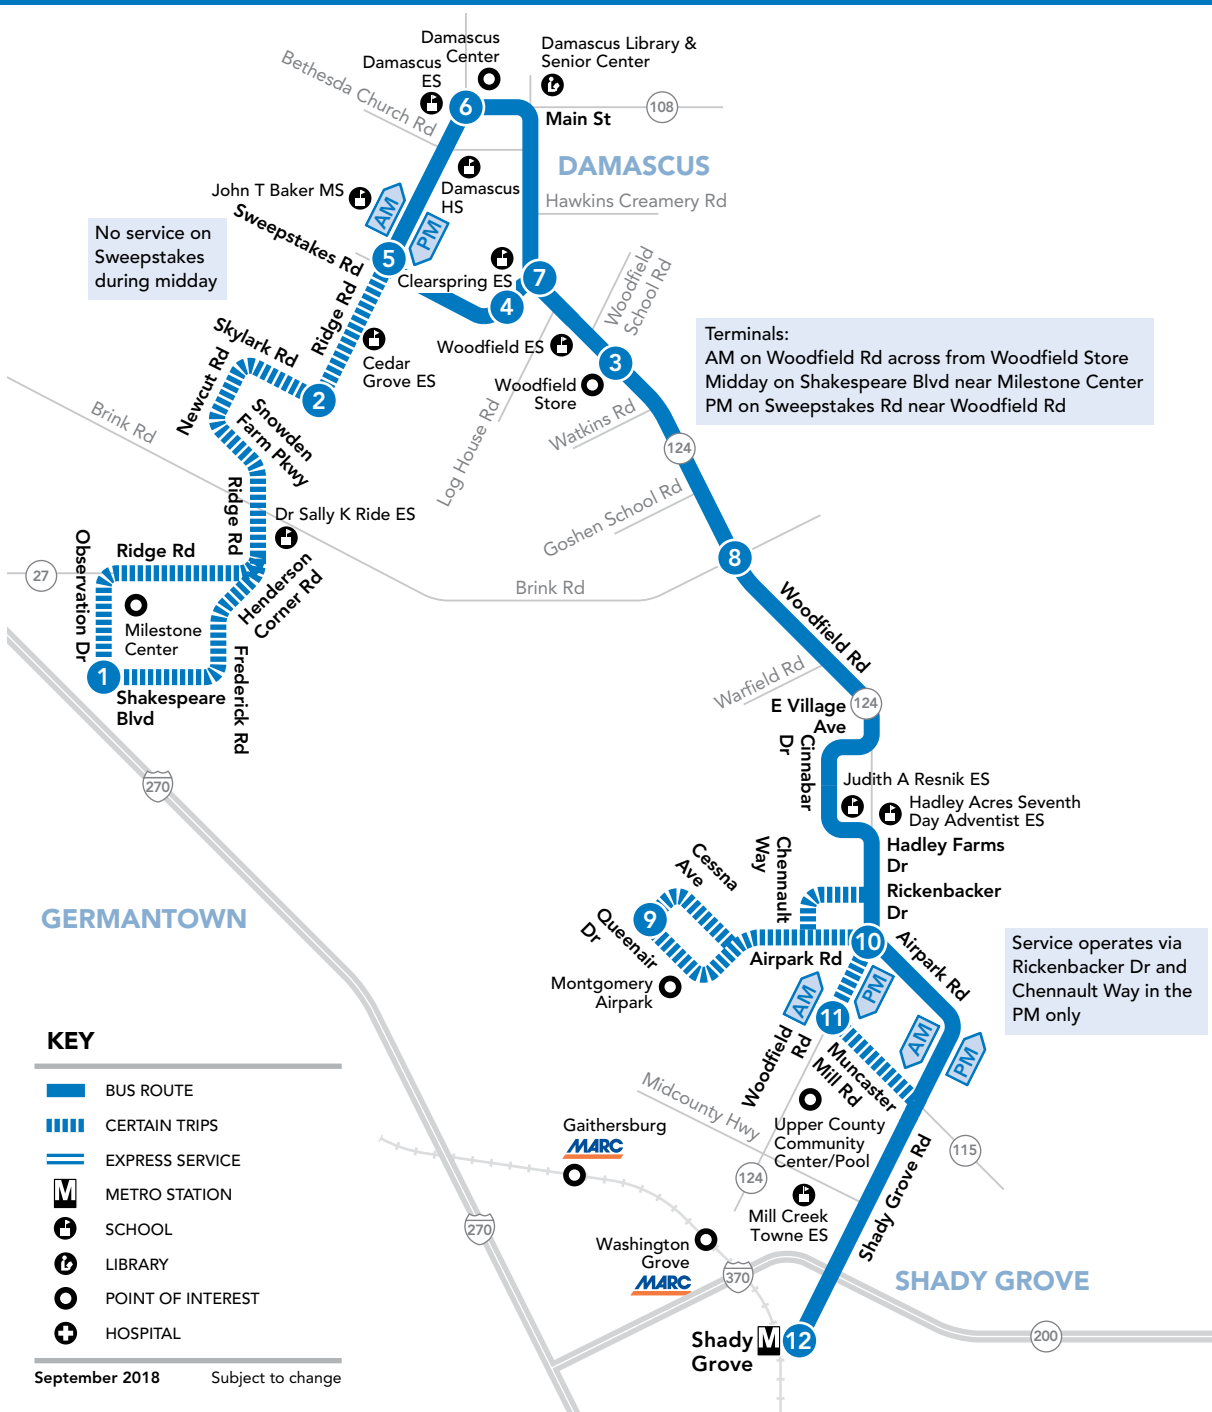 Damascus
Center
Damascus Library &
Senior Center
Damascus
ES
Bethesda Church Rd
6
Main St
108
DAMASCUS
John T Baker MS
AM
Damascus
HS
PM
Hawkins Creamery Rd
Sweepstakes Rd
No service on
Sweepstakes
during midday
5
Clearspring ES
7
4
Woodfield
School Rd
Ridge Rd
Skylark Rd
Newcut Rd
Cedar
Grove ES
Woodfield ES
3
Woodfield
Store
Terminals:
AM on Woodfield Rd across from Woodfield Store
Midday on Shakespeare Blvd near Milestone Center
PM on Sweepstakes Rd near Woodfield Rd
2
Snowden
Farm Pkwy
Brink Rd
Log House Rd
Watkins Rd
124
Goshen School Rd
Ridge Rd
Dr Sally K Ride ES
8
Brink Rd
Observation Dr
Ridge Rd
27
Henderson
Corner Rd
Milestone
Center
1
Shakespeare
Blvd
Frederick Rd
Woodfield Rd
Warfield Rd
124
E Village
Ave
Cinnabar
Dr
270
Judith A Resnik ES
Hadley Acres Seventh
Day Adventist ES
Hadley Farms
Dr
Chennault
Way
Cessna
Ave
Rickenbacker
Dr
GERMANTOWN
9
Queenair
Dr
10
Airpark Rd
Airpark Rd
Service operates via
Rickenbacker Dr and
Chennault Way in the
PM only
Montgomery
Airpark
AM
PM
11
Woodfield
Rd
Muncaster
Mill Rd
AM
PM
Midcounty Hwy
Upper County
Community
Center/Pool
115
Shady Grove Rd
124
Mill Creek
Towne ES
Gaithersburg
MARC
Washington
Grove
MARC
270
370
SHADY GROVE
200
Shady
Grove
M
12
KEY
BUS ROUTE
CERTAIN TRIPS
EXPRESS SERVICE
M
METRO STATION
SCHOOL
LIBRARY
POINT OF INTEREST
HOSPITAL
September 2018
Subject to change